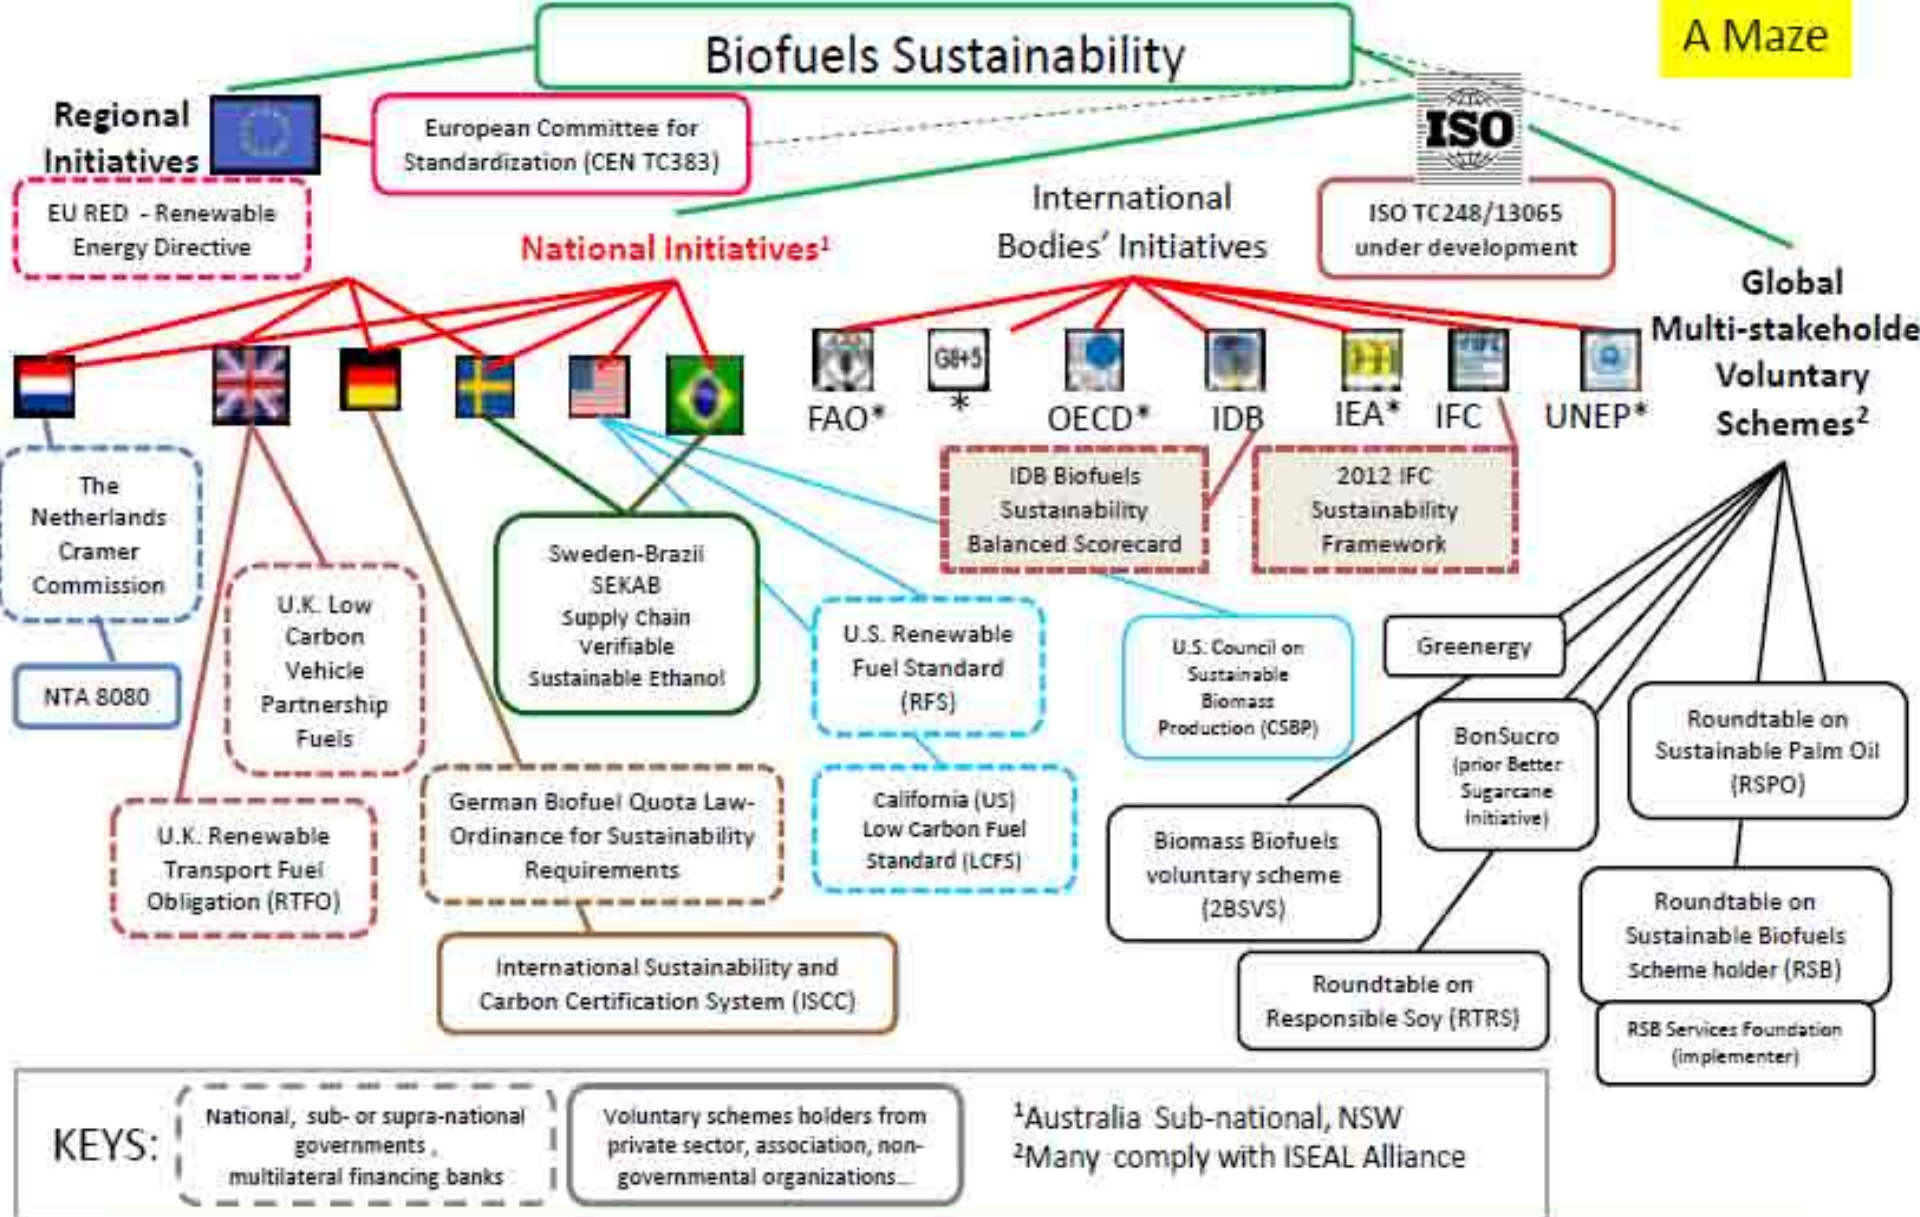 Biofuels Sustainability
A Maze
Regional
Initiatives
European Committee for
Standardization (CEN TC383)
ISO
EU RED - Renewable
Energy Directive
National Initiatives¹
International
Bodies' Initiatives
ISO TC248/13065
under development
Global
Multi-stakeholde
Voluntary
Schemes²
G8+5
FAO*
*
OECD*
IDB
IEA*
IFC
UNEP*
The
Netherlands
Cramer
Commission
NTA 8080
U.K. Low
Carbon
Vehicle
Partnership
Fuels
U.K. Renewable
Transport Fuel
Obligation (RTFO)
Sweden-Brazil
SEKAB
Supply Chain
Verifiable
Sustainable Ethanol
German Biofuel Quota Law-
Ordinance for Sustainability
Requirements
International Sustainability and
Carbon Certification System (ISCC)
U.S. Renewable
Fuel Standard
(RFS)
California (US)
Low Carbon Fuel
Standard (LCFS)
IDB Biofuels
Sustainability
Balanced Scorecard
2012 IFC
Sustainability
Framework
U.S. Council on
Sustainable
Biomass
Production (CSBP)
Greenergy
BonSucro
(prior Better
Sugarcane
Initiative)
Biomass Biofuels
voluntary scheme
(2BSVS)
Roundtable on
Responsible Soy (RTRS)
Roundtable on
Sustainable Palm Oil
(RSPO)
Roundtable on
Sustainable Biofuels
Scheme holder (RSB)
RSB Services Foundation
(implementer)
KEYS:
National, sub- or supra-national
governments ,
multilateral financing banks
Voluntary schemes holders from
private sector, association, non-
governmental organizations...
¹Australia Sub-national, NSW
²Many comply with ISEAL Alliance